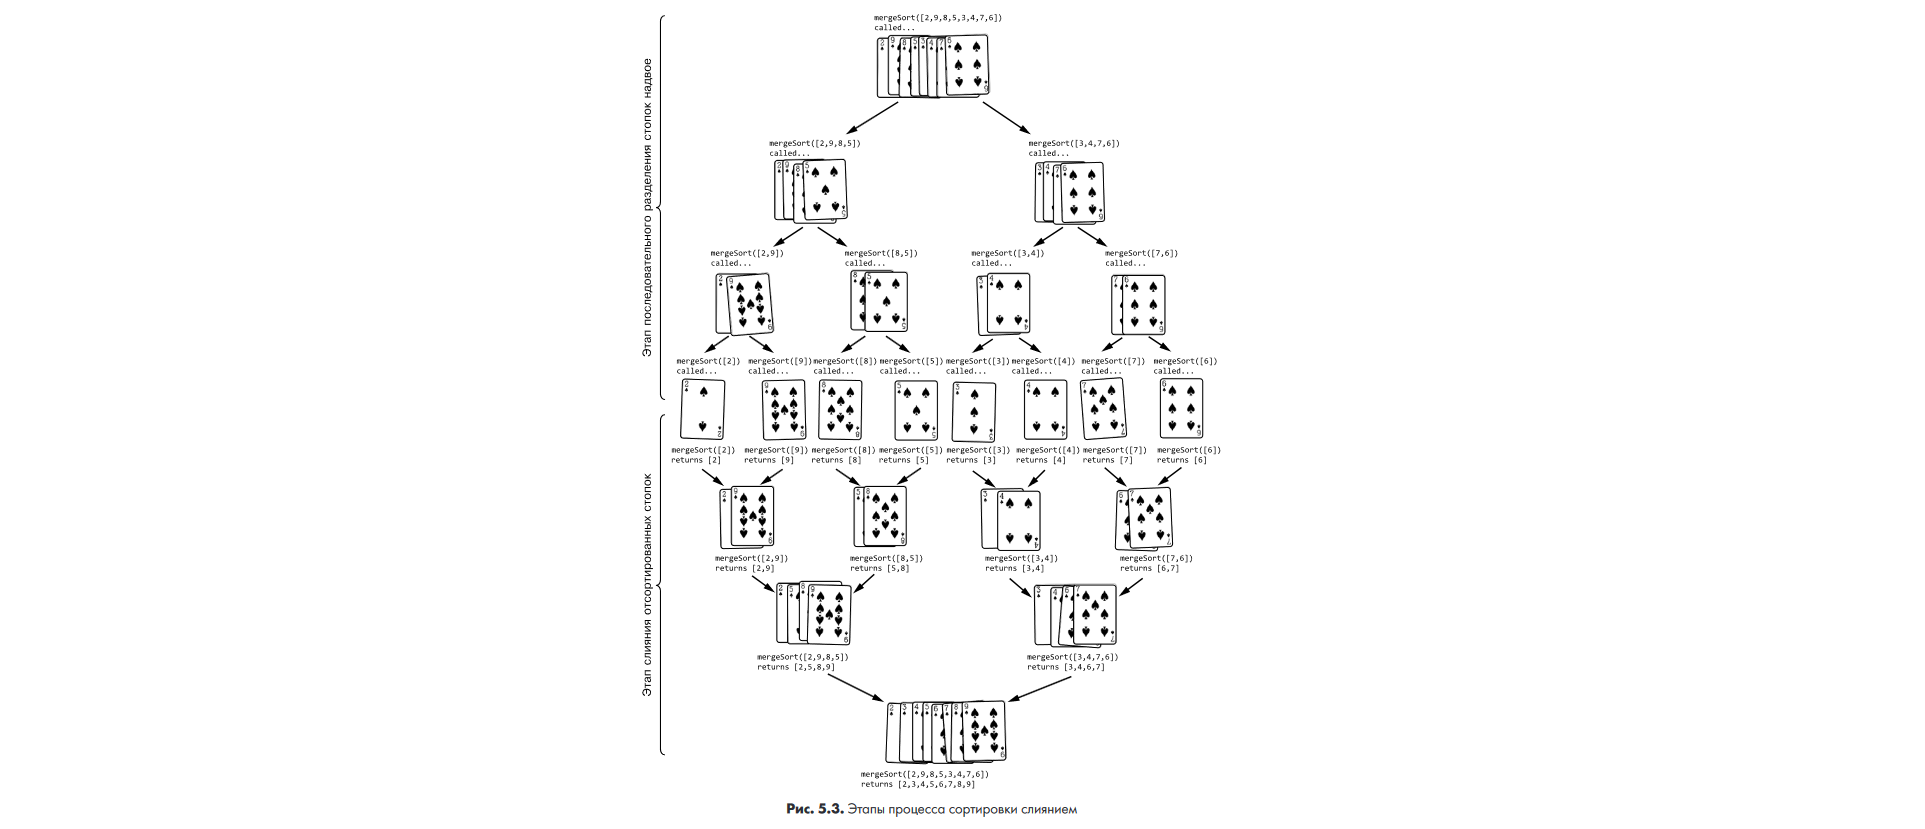 mergeSort([2,9,8,5,3,4,7,6])
called...
Этап последовательного разделения стопок надвое
mergeSort([2,9,8,5])
called...
mergeSort([3,4,7,6])
called...
mergeSort([2,9])
called...
mergeSort([8,5])
called...
mergeSort([3,4])
called...
mergeSort([7,6])
called...
mergeSort([2])
called...
mergeSort([9])
called...
mergeSort([8])
called...
mergeSort([5])
called...
mergeSort([3])
called...
mergeSort([4])
called...
mergeSort([7])
called...
mergeSort([6])
called...
Этап слияния отсортированных стопок
mergeSort([2])
returns [2]
mergeSort([9])
returns [9]
mergeSort([8])
returns [8]
mergeSort([5])
returns [5]
mergeSort([3])
returns [3]
mergeSort([4])
returns [4]
mergeSort([7])
returns [7]
mergeSort([6])
returns [6]
mergeSort([2,9])
returns [2,9]
mergeSort([8,5])
returns [5,8]
mergeSort([3,4])
returns [3,4]
mergeSort([7,6])
returns [6,7]
mergeSort([2,9,8,5])
returns [2,5,8,9]
mergeSort([3,4,7,6])
returns [3,4,6,7]
mergeSort([2,9,8,5,3,4,7,6])
returns [2,3,4,5,6,7,8,9]
Рис. 5.3. Этапы процесса сортировки слиянием